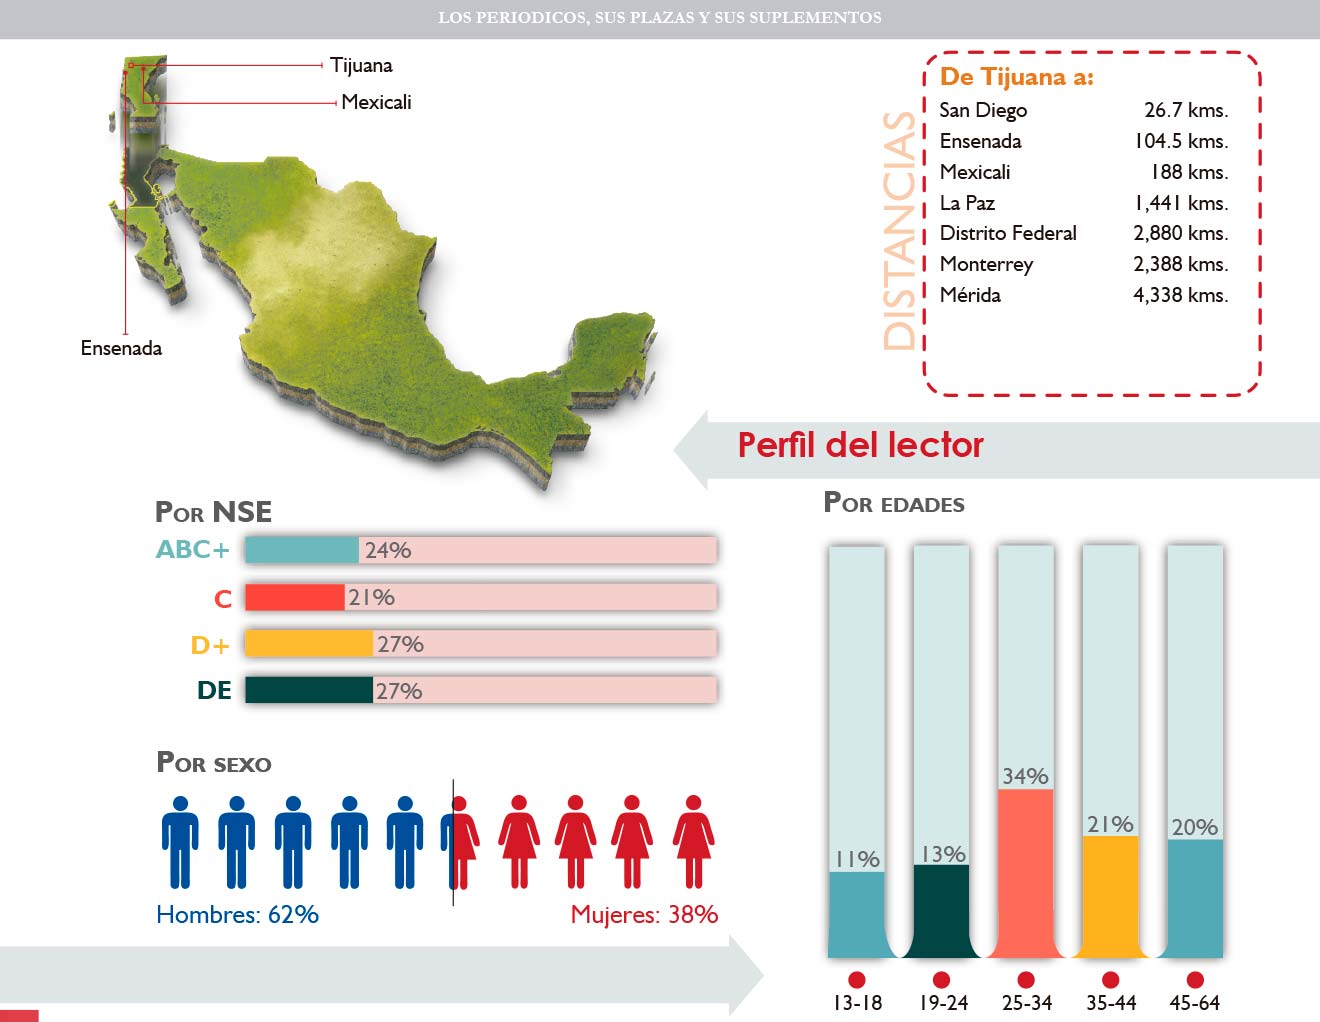 LOS PERIODICOS, SUS PLAZAS Y SUS SUPLEMENTOS
Tijuana
Mexicali
Ensenada
DISTANCIAS
De Tijuana a:
San Diego 26.7 kms.
Ensenada 104.5 kms.
Mexicali 188 kms.
La Paz 1,441 kms.
Distrito Federal 2,880 kms.
Monterrey 2,388 kms.
Mérida 4,338 kms.
Perfil del lector
POR NSE
ABC+ 24%
C 21%
D+ 27%
DE 27%
POR SEXO
Hombres: 62%
Mujeres: 38%
POR EDADES
11% 13% 34% 21% 20%
13-18 19-24 25-34 35-44 45-64